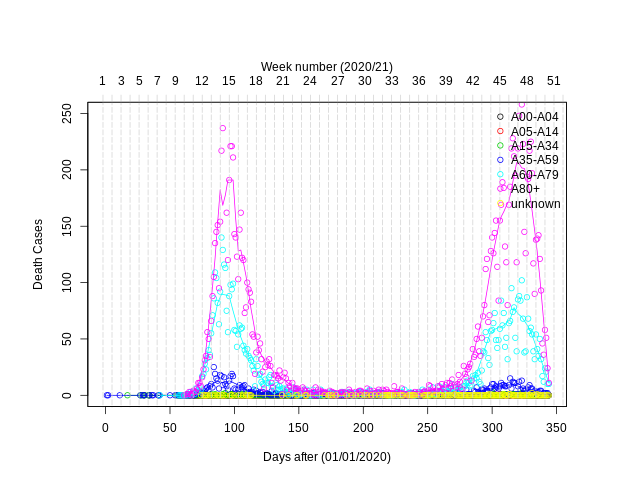 Week number (2020/21)
1 3 5 7 9 12 15 18 21 24 27 30 33 36 39 42 45 48 51
250
200
150
100
50
0
Death Cases
A00-A04
A05-A14
A15-A34
A35-A59
A60-A79
A80+
unknown
0 50 100 150 200 250 300 350
Days after (01/01/2020)